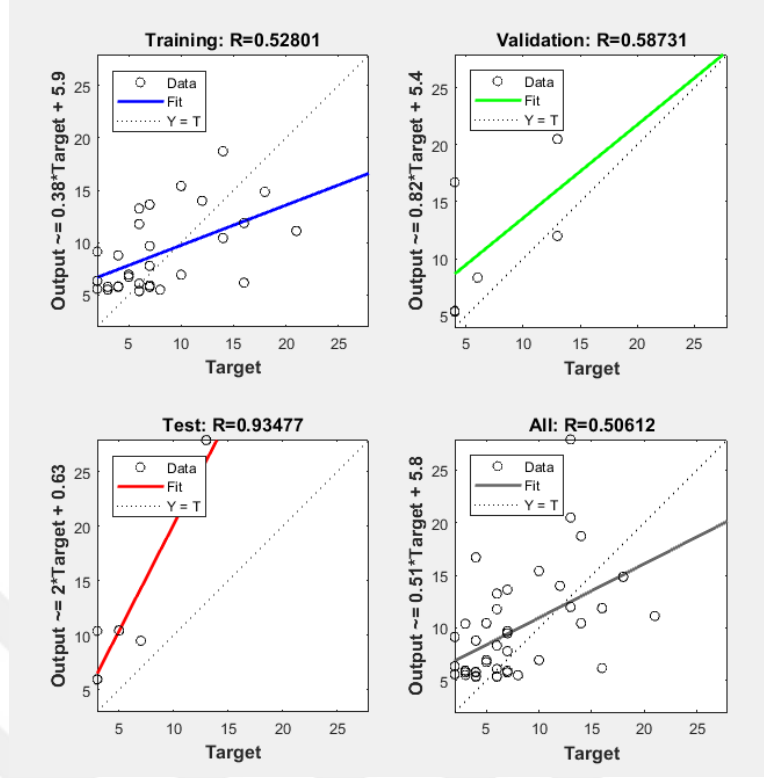 Training: R=0.52801
Output ~= 0.38*Target + 5.9
25
20
15
10
5
Data
Fit
Y = T
5 10 15 20 25
Target
Validation: R=0.58731
Output ~= 0.82*Target + 5.4
25
20
15
10
5
Data
Fit
Y = T
5 10 15 20 25
Target
Test: R=0.93477
Output ~= 2*Target + 0.63
25
20
15
10
5
Data
Fit
Y = T
5 10 15 20 25
Target
All: R=0.50612
Output ~= 0.51*Target + 5.8
25
20
15
10
5
Data
Fit
Y = T
5 10 15 20 25
Target